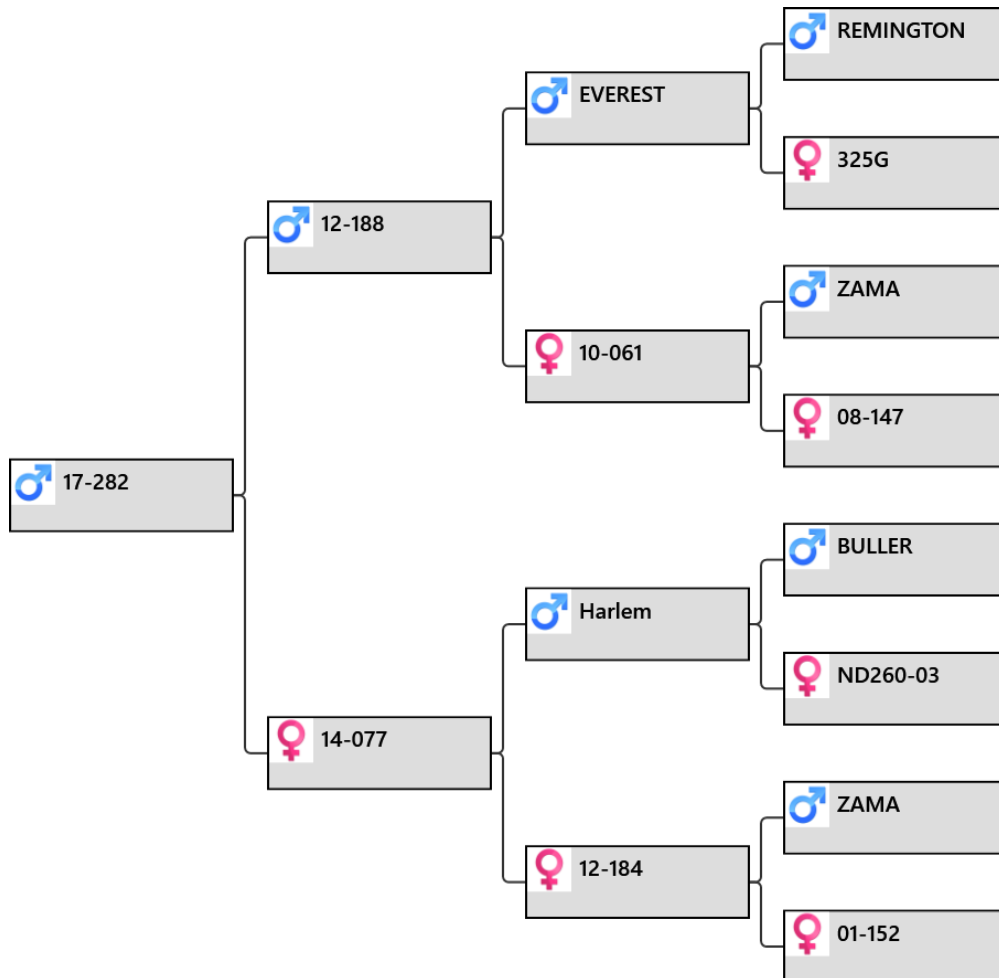 REMINGTON
EVEREST
325G
12-188
ZAMA
10-061
08-147
17-282
BULLER
Harlem
ND260-03
14-077
ZAMA
12-184
01-152